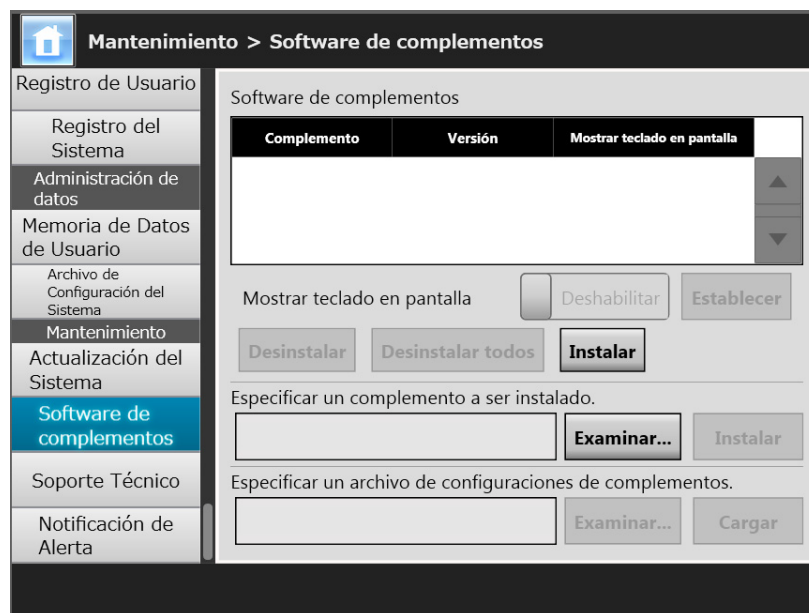 Mantenimiento > Software de complementos
Registro de Usuario
Registro del
Sistema
Administración de
datos
Memoria de Datos
de Usuario
Archivo de
Configuración del
Sistema
Mantenimiento
Actualización del
Sistema
Software de
complementos
Soporte Técnico
Notificación de
Alerta
Software de complementos
Complemento Versión Mostrar teclado en pantalla
Mostrar teclado en pantalla Deshabilitar Establecer
Desinstalar Desinstalar todos Instalar
Especificar un complemento a ser instalado.
Examinar... Instalar
Especificar un archivo de configuraciones de complementos.
Examinar... Cargar